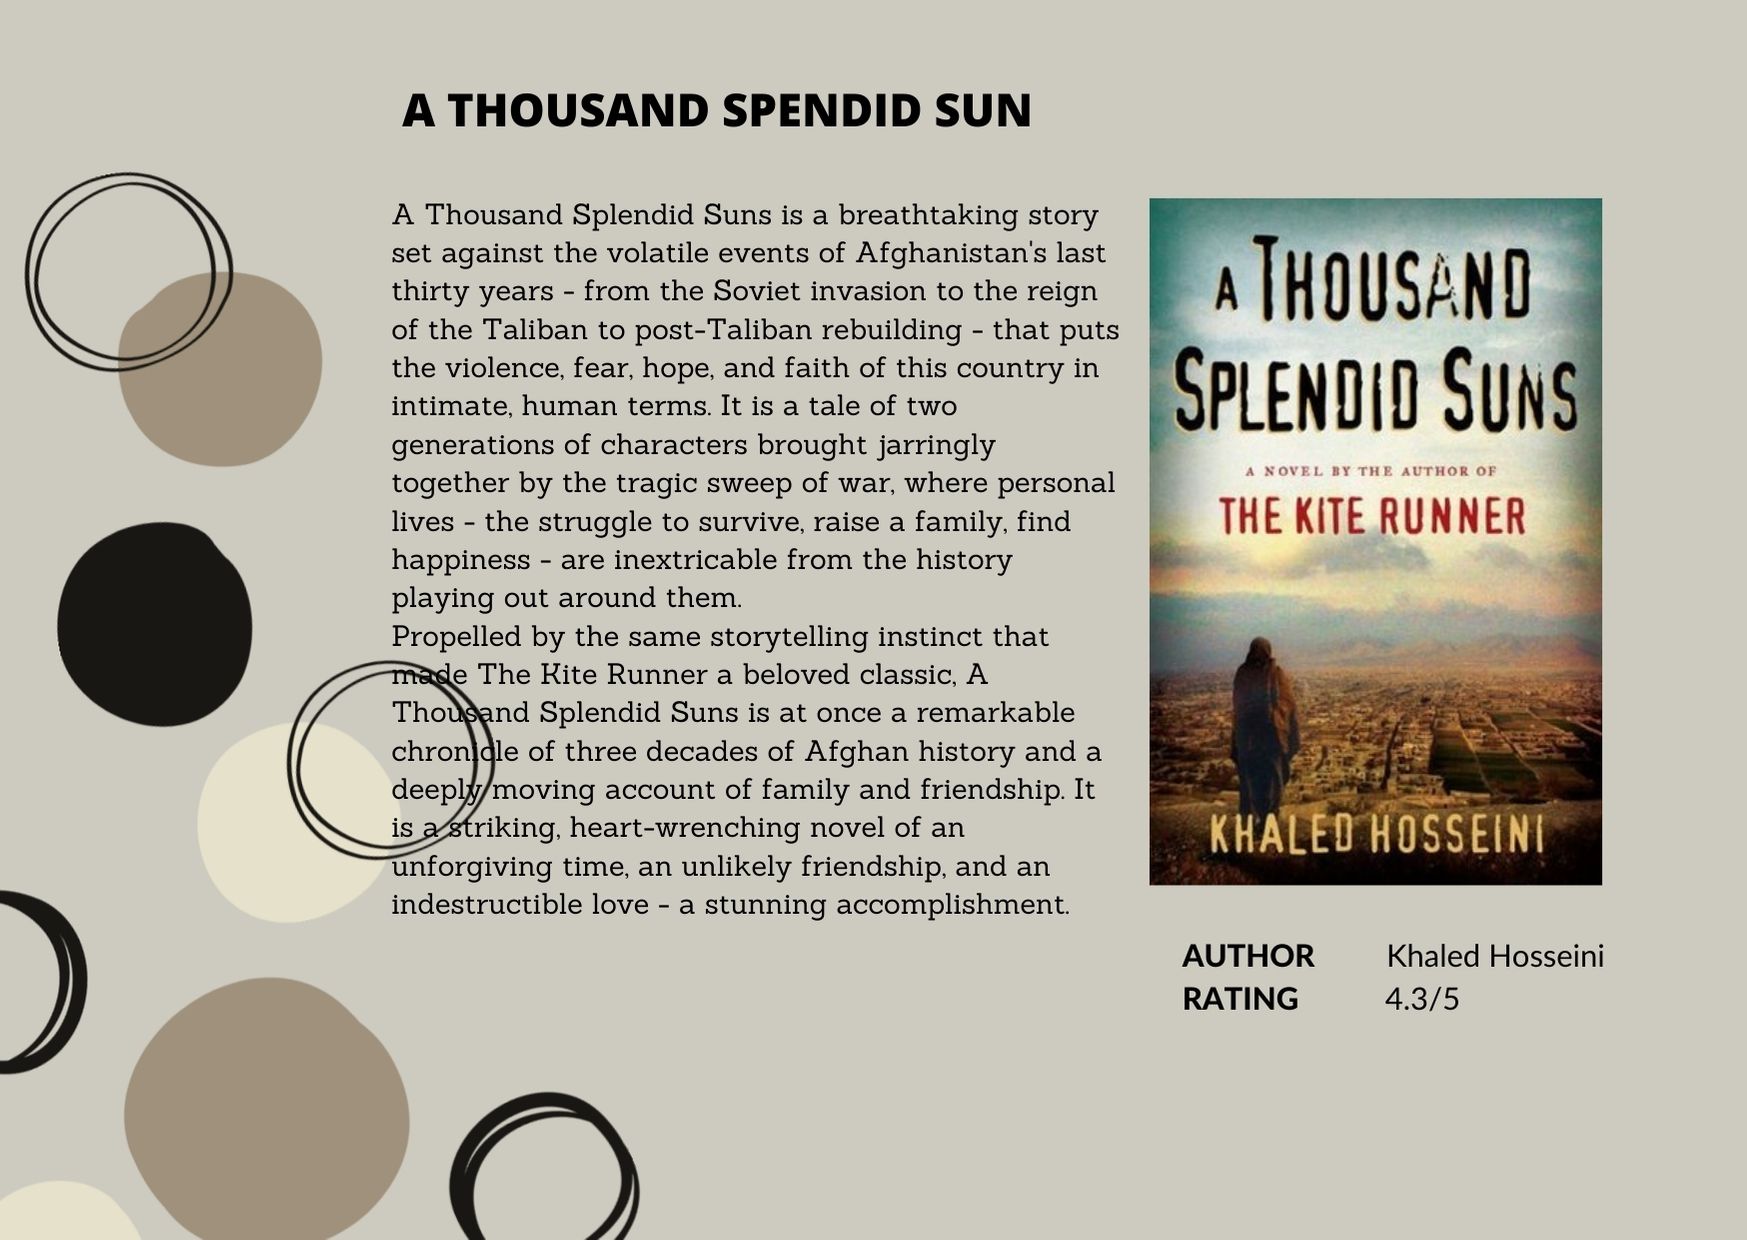 A THOUSAND SPENDID SUN
A Thousand Splendid Suns is a breathtaking story
set against the volatile events of Afghanistan's last
thirty years - from the Soviet invasion to the reign
of the Taliban to post-Taliban rebuilding - that puts
the violence, fear, hope, and faith of this country in
intimate, human terms. It is a tale of two
generations of characters brought jarringly
together by the tragic sweep of war, where personal
lives - the struggle to survive, raise a family, find
happiness - are inextricable from the history
playing out around them.
Propelled by the same storytelling instinct that
made The Kite Runner a beloved classic, A
Thousand Splendid Suns is at once a remarkable
chronicle of three decades of Afghan history and a
deeply moving account of family and friendship. It
is a striking, heart-wrenching novel of an
unforgiving time, an unlikely friendship, and an
indestructible love - a stunning accomplishment.
A THOUSAND
SPLENDID SUNS
A NOVEL BY THE AUTHOR OF
THE KITE RUNNER
KHALED HOSSEINI
AUTHOR Khaled Hosseini
RATING 4.3/5